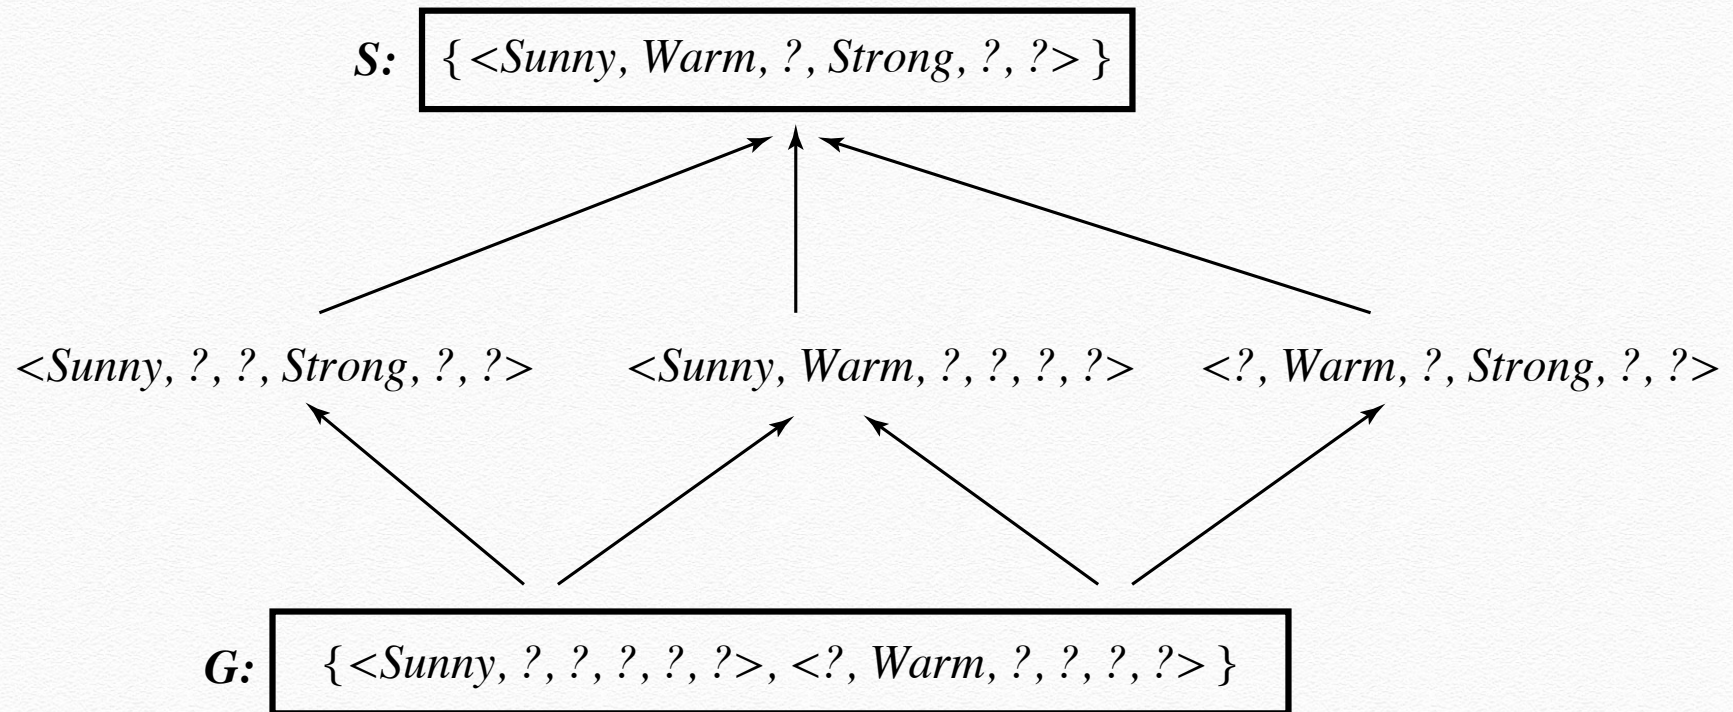 S: { <Sunny, Warm, ?, Strong, ?, ?> }
<Sunny, ?, ?, Strong, ?, ?> <Sunny, Warm, ?, ?, ?, ?> <?, Warm, ?, Strong, ?, ?>
G: { <Sunny, ?, ?, ?, ?, ?>, <?, Warm, ?, ?, ?, ?> }